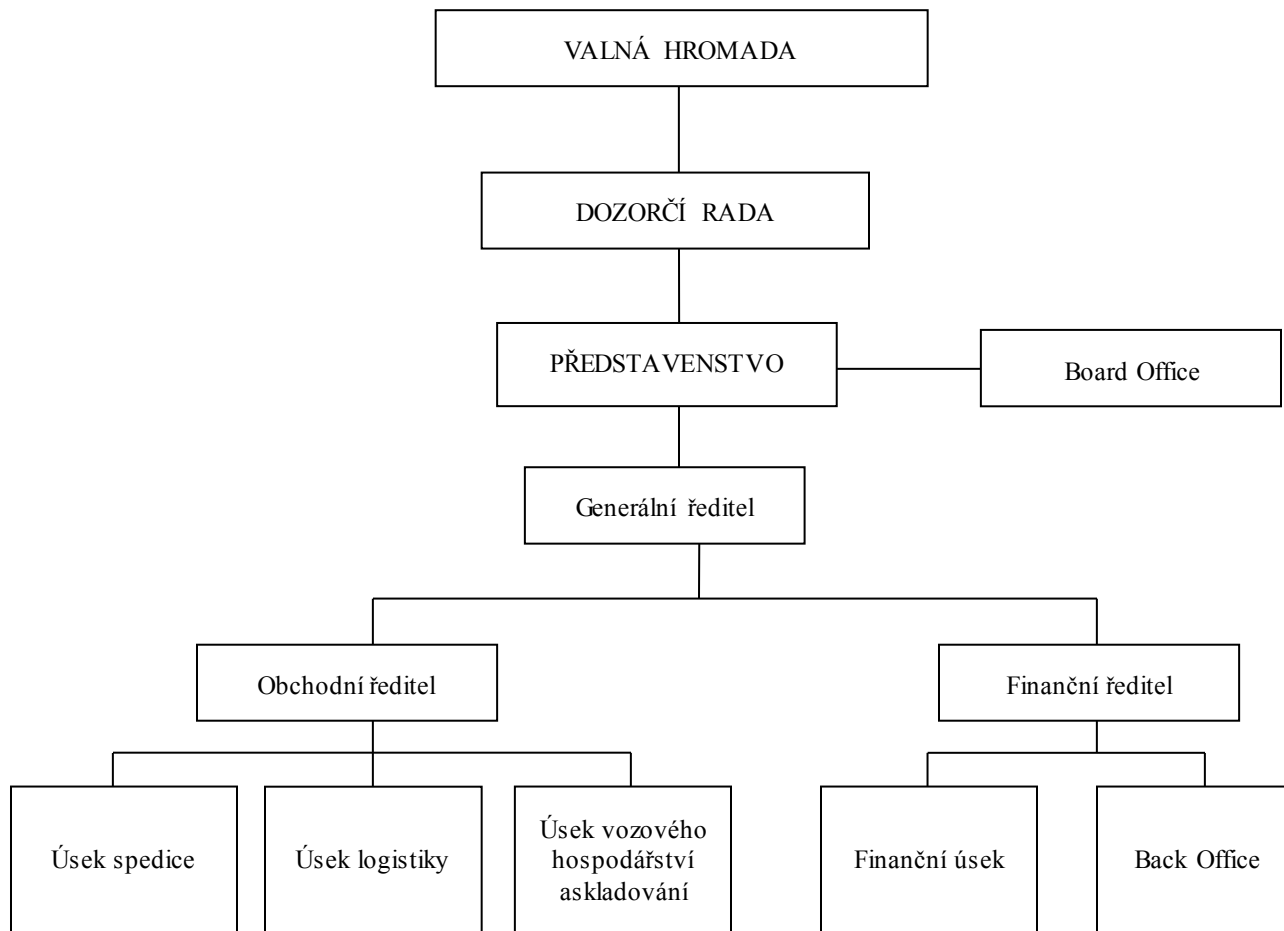 VALNÁ HROMADA
DOZORČÍ RADA
PŘEDSTAVENSTVO
Board Office
Generální ředitel
Obchodní ředitel
Finanční ředitel
Úsek spedice
Úsek logistiky
Úsek vozového
hospodářství
askladování
Finanční úsek
Back Office